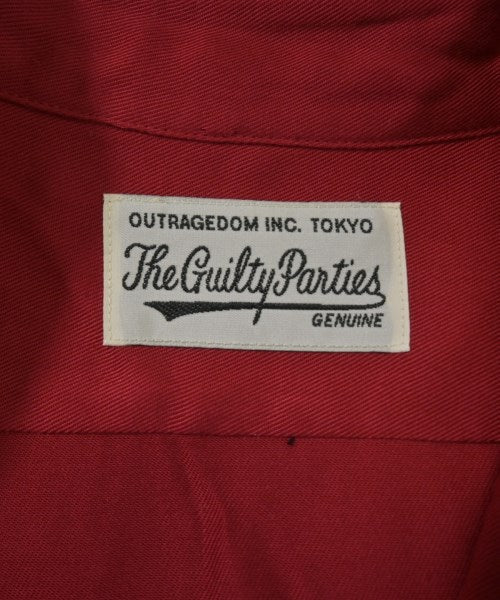 OUTRAGEDOM INC. TOKYO
The Guilty Parties
GENUINE